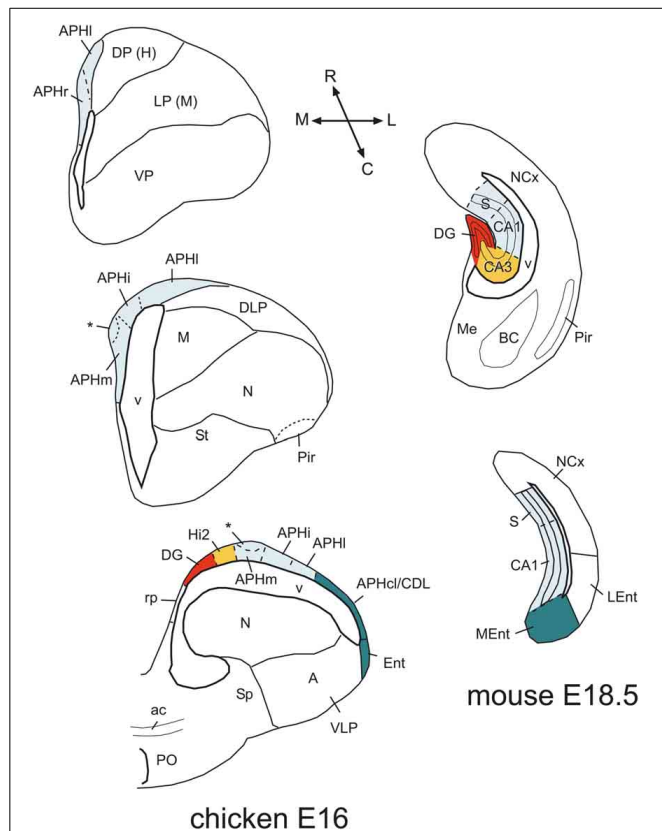 APHl
DP (H)
APHr
LP (M)
VP
R
M
L
C
NCx
S
CA1
DG
CA3
v
Me
BC
Pir
APHl
APHi
*
DLP
M
APHm
v
N
St
Pir
NCx
S
CA1
LEnt
MEnt
mouse E18.5
*
Hi2
APHi
DG
APHl
APHm
APHcl/CDL
rp
v
N
Ent
A
Sp
VLP
ac
PO
chicken E16